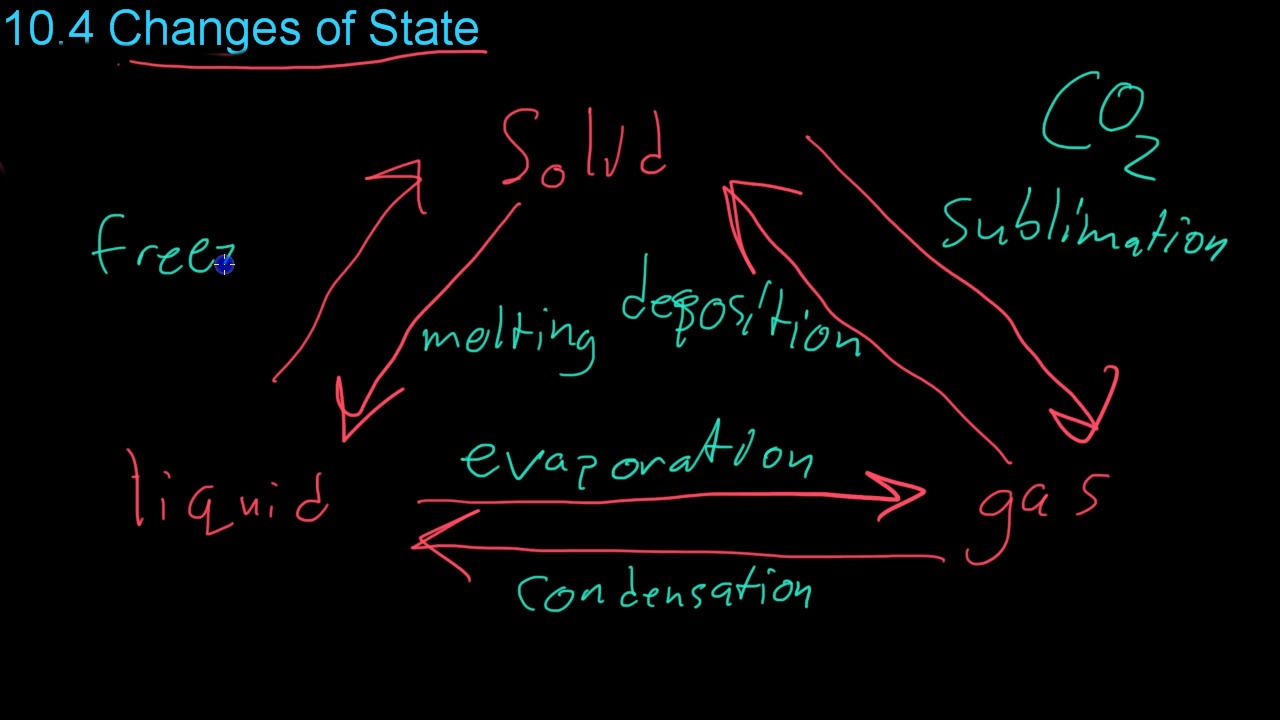 10.4 Changes of State
CO2
Solid
Sublimation
freez
deposition
melting
evaporation
liquid
gas
Condensation